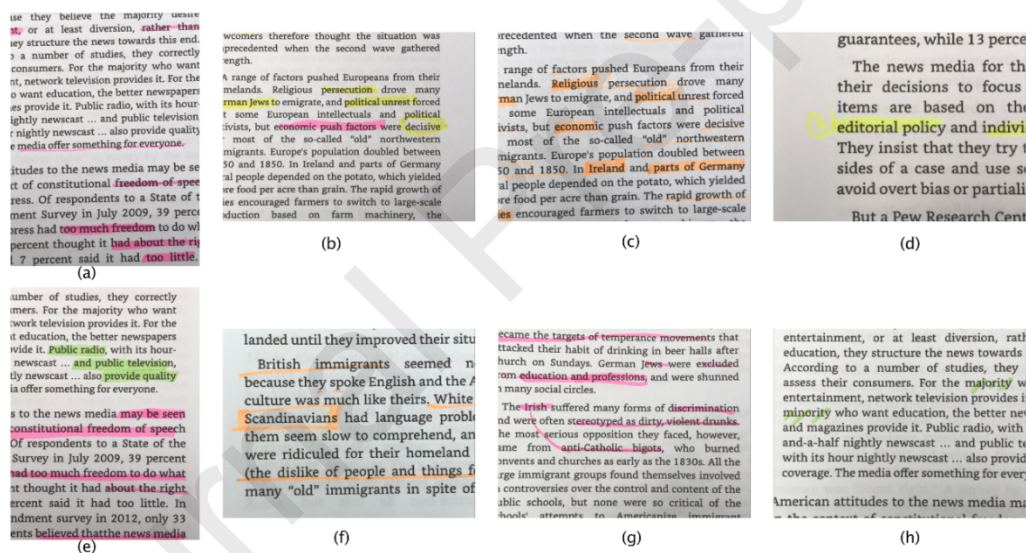 use they believe the majority desire
nt, or at least diversion, rather than
hey structure the news towards this end.
o a number of studies, they correctly
consumers. For the majority who want
nt, network television provides it. For the
o want education, the better newspapers
es provide it. Public radio, with its hour-
ightly newscast ... and public television
r nightly newscast ... also provide quality
e media offer something for everyone.
itudes to the news media may be se
ct of constitutional freedom of spee
ress. Of respondents to a State of t
ment Survey in July 2009, 39 perc
press had too much freedom to do wl
percent thought it had about the rig
l 7 percent said it had too little.
(a)
wcomers therefore thought the situation was
precedented when the second wave gathered
rength.
A range of factors pushed Europeans from their
melands. Religious persecution drove many
rman Jews to emigrate, and political unrest forced
t some European intellectuals and political
tivists, but economic push factors were decisive
r most of the so-called "old" northwestern
migrants. Europe's population doubled between
50 and 1850. In Ireland and parts of Germany
ral people depended on the potato, which yielded
re food per acre than grain. The rapid growth of
ies encouraged farmers to switch to large-scale
oduction based on farm machinery, the
(b)
precedented when the second wave gathered
ength.
range of factors pushed Europeans from their
nelands. Religious persecution drove many
man Jews to emigrate, and political unrest forced
some European intellectuals and political
ivists, but economic push factors were decisive
most of the so-called "old" northwestern
migrants. Europe's population doubled between
50 and 1850. In Ireland and parts of Germany
al people depended on the potato, which yielded
re food per acre than grain. The rapid growth of
ies encouraged farmers to switch to large-scale
(c)
guarantees, while 13 perce
The news media for th
their decisions to focus
items are based on the
editorial policy and indivi
They insist that they try t
sides of a case and use se
avoid overt bias or partiali
But a Pew Research Cent
(d)
umber of studies, they correctly
umers. For the majority who want
twork television provides it. For the
t education, the better newspapers
vide it. Public radio, with its hour-
newscast ... and public television,
tly newscast ... also provide quality
ia offer something for everyone.
s to the news media may be seen
constitutional freedom of speech
Of respondents to a State of the
Survey in July 2009, 39 percent
had too much freedom to do what
nt thought it had about the right
ercent said it had too little. In
ndment survey in 2012, only 33
ents believed thatthe news media
(e)
landed until they improved their situ
British immigrants seemed n
because they spoke English and the A
culture was much like theirs. White
Scandinavians had language proble
them seem slow to comprehend, an
were ridiculed for their homeland
(the dislike of people and things fo
many "old" immigrants in spite of
(f)
ecame the targets of temperance movements that
ttacked their habit of drinking in beer halls after
hurch on Sundays. German Jews were excluded
om education and professions, and were shunned
n many social circles.
The Irish suffered many forms of discrimination
nd were often stereotyped as dirty, violent drunks.
he most serious opposition they faced, however,
ame from anti-Catholic bigots, who burned
onvents and churches as early as the 1830s. All the
rge immigrant groups found themselves involved
controversies over the control and content of the
ublic schools, but none were so critical of the
hools' attempts to Americanize immigrant
(g)
entertainment, or at least diversion, rath
education, they structure the news towards
According to a number of studies, they
assess their consumers. For the majority w
entertainment, network television provides i
minority who want education, the better nev
and magazines provide it. Public radio, with
and-a-half nightly newscast ... and public te
with its hour nightly newscast ... also provid
coverage. The media offer something for every
American attitudes to the news media ma
(h)